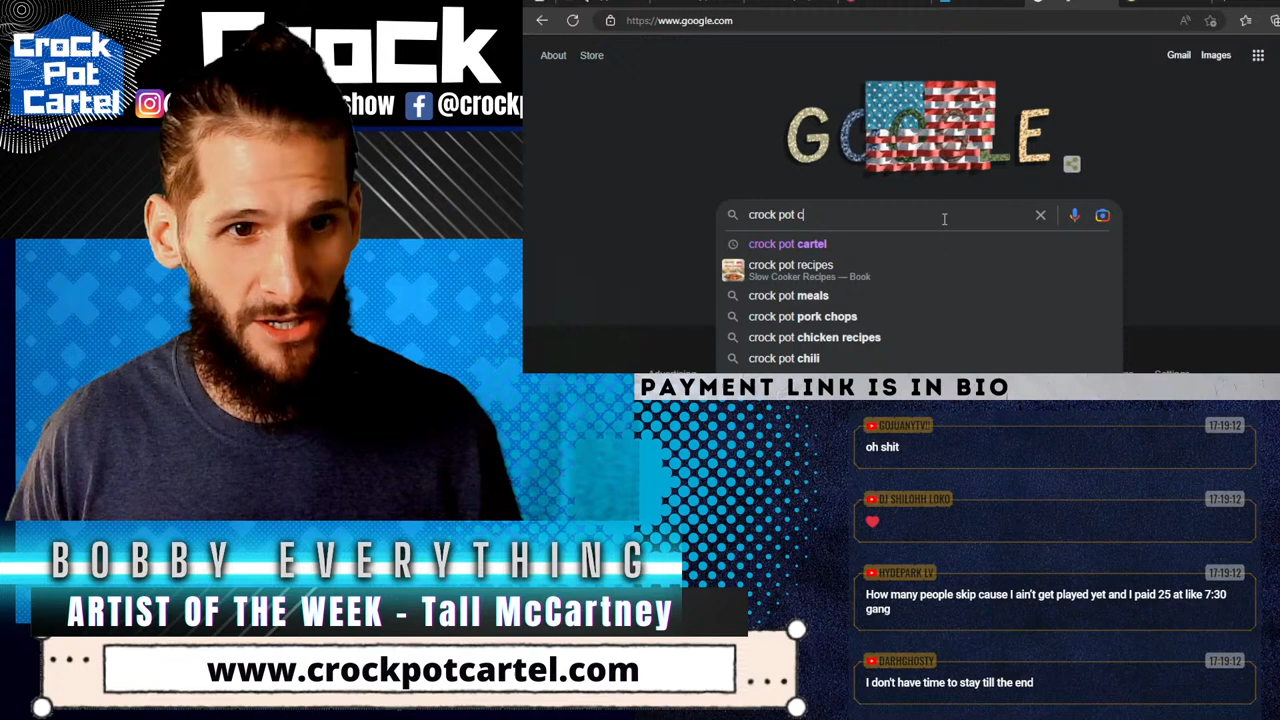 Crock
Pot
Cartel
Crock
show
@crockp
https://www.google.com
About
Store
Gmail
Images
GOOGLE
crock pot c
crock pot cartel
crock pot recipes
Slow Cooker Recipes — Book
crock pot meals
crock pot pork chops
crock pot chicken recipes
crock pot chili
PAYMENT LINK IS IN BIO
GOJUANYTV!!
17:19:12
oh shit
DJ SHILOHH LOKO
17:19:12
HYDEPARK LV
17:19:12
How many people skip cause I ain't get played yet and I paid 25 at like 7:30
gang
DARHGHOSTY
17:19:12
I don't have time to stay till the end
BOBBY EVERYTHING
ARTIST OF THE WEEK - Tall McCartney
www.crockpotcartel.com